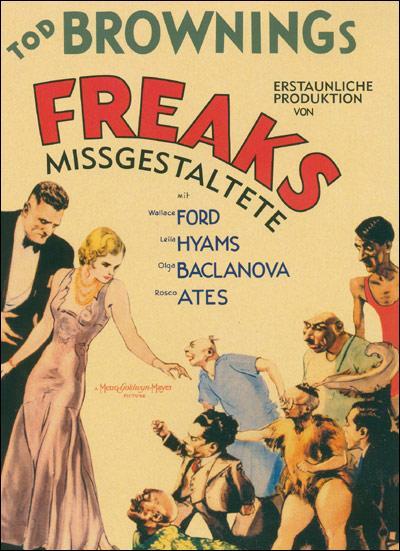 TOD BROWNINGS
ERSTAUNLICHE
PRODUKTION
VON
FREAKS
MISSGESTALTETE
mit
Wallace FORD
Leila HYAMS
Olga BACLANOVA
Rosco ATES
A Metro-Goldwyn-Mayer
PICTURE